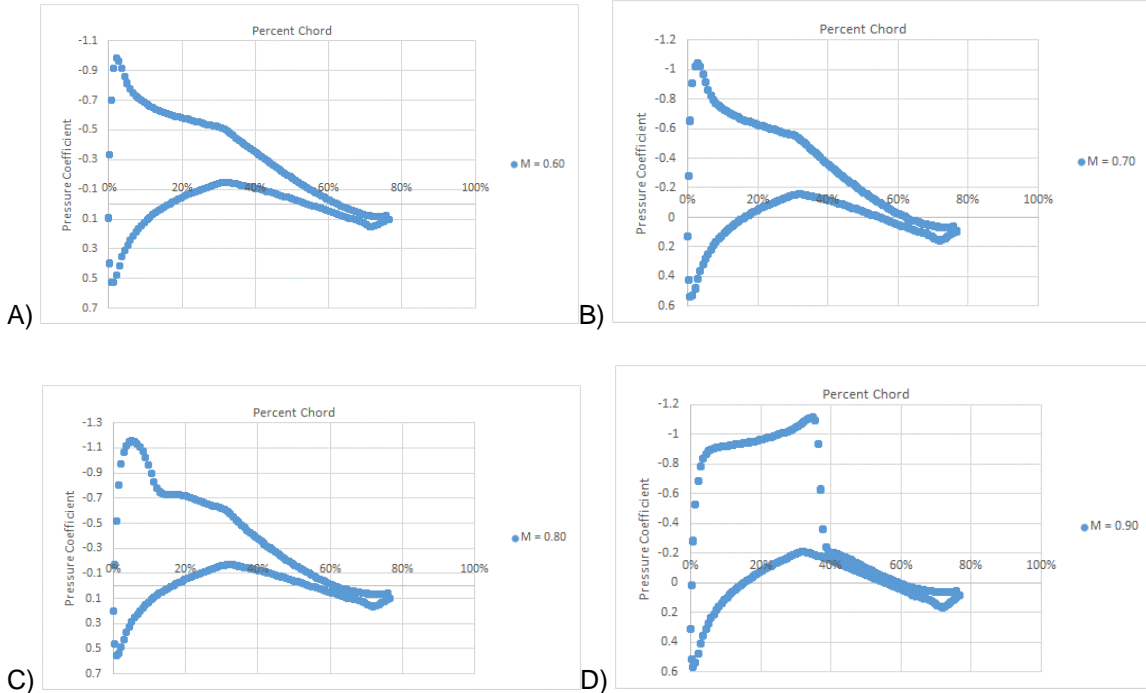 Percent Chord
-1.1
-0.9
-0.7
-0.5
-0.3
-0.1
0.1
0.3
0.5
0.7
0% 20% 40% 60% 80% 100%
Pressure Coefficient
M = 0.60
A)
Percent Chord
-1.2
-1
-0.8
-0.6
-0.4
-0.2
0
0.2
0.4
0.6
0% 20% 40% 60% 80% 100%
Pressure Coefficient
M = 0.70
B)
Percent Chord
-1.3
-1.1
-0.9
-0.7
-0.5
-0.3
-0.1
0.1
0.3
0.5
0.7
0% 20% 40% 60% 80% 100%
Pressure Coefficient
M = 0.80
C)
Percent Chord
-1.2
-1
-0.8
-0.6
-0.4
-0.2
0
0.2
0.4
0.6
0% 20% 40% 60% 80% 100%
Pressure Coefficient
M = 0.90
D)